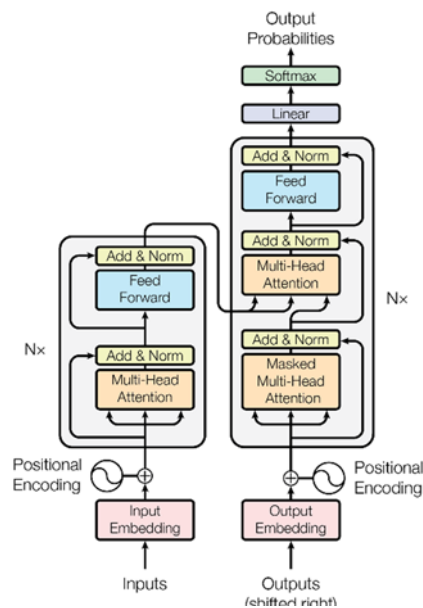 Output
Probabilities
Softmax
Linear
Add & Norm
Feed
Forward
Add & Norm
Multi-Head
Attention
Add & Norm
Masked
Multi-Head
Attention
N×
Add & Norm
Feed
Forward
Add & Norm
Multi-Head
Attention
N×
Positional
Encoding
Positional
Encoding
Input
Embedding
Output
Embedding
Inputs
Outputs
(shifted right)